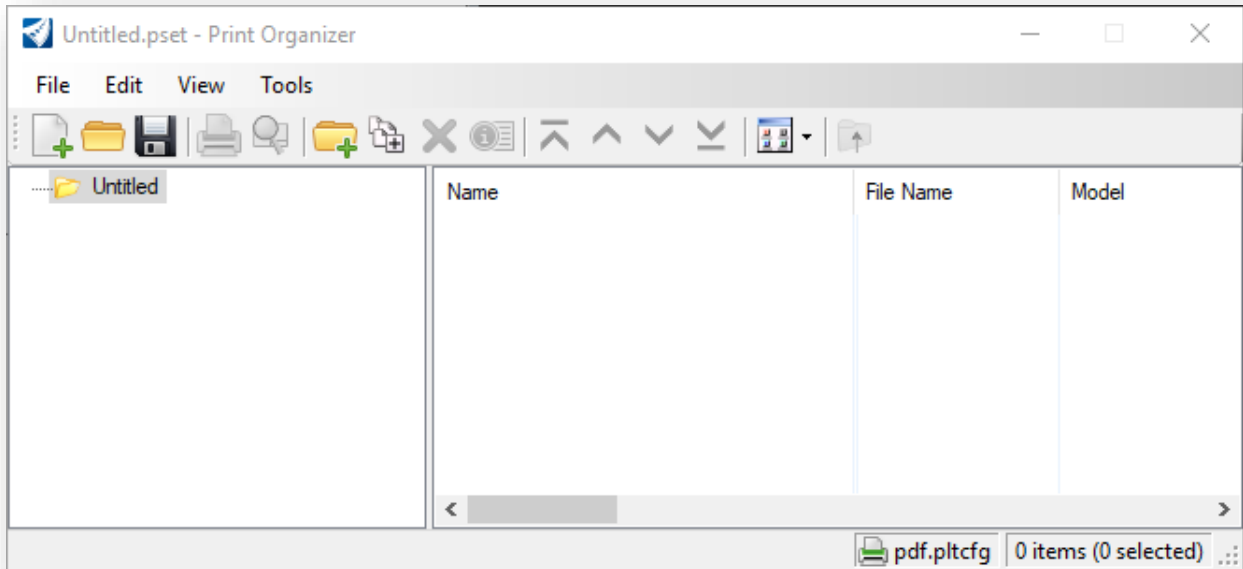 Untitled.pset - Print Organizer
File Edit View Tools
Untitled
Name File Name Model
pdf.pltcfg 0 items (0 selected)